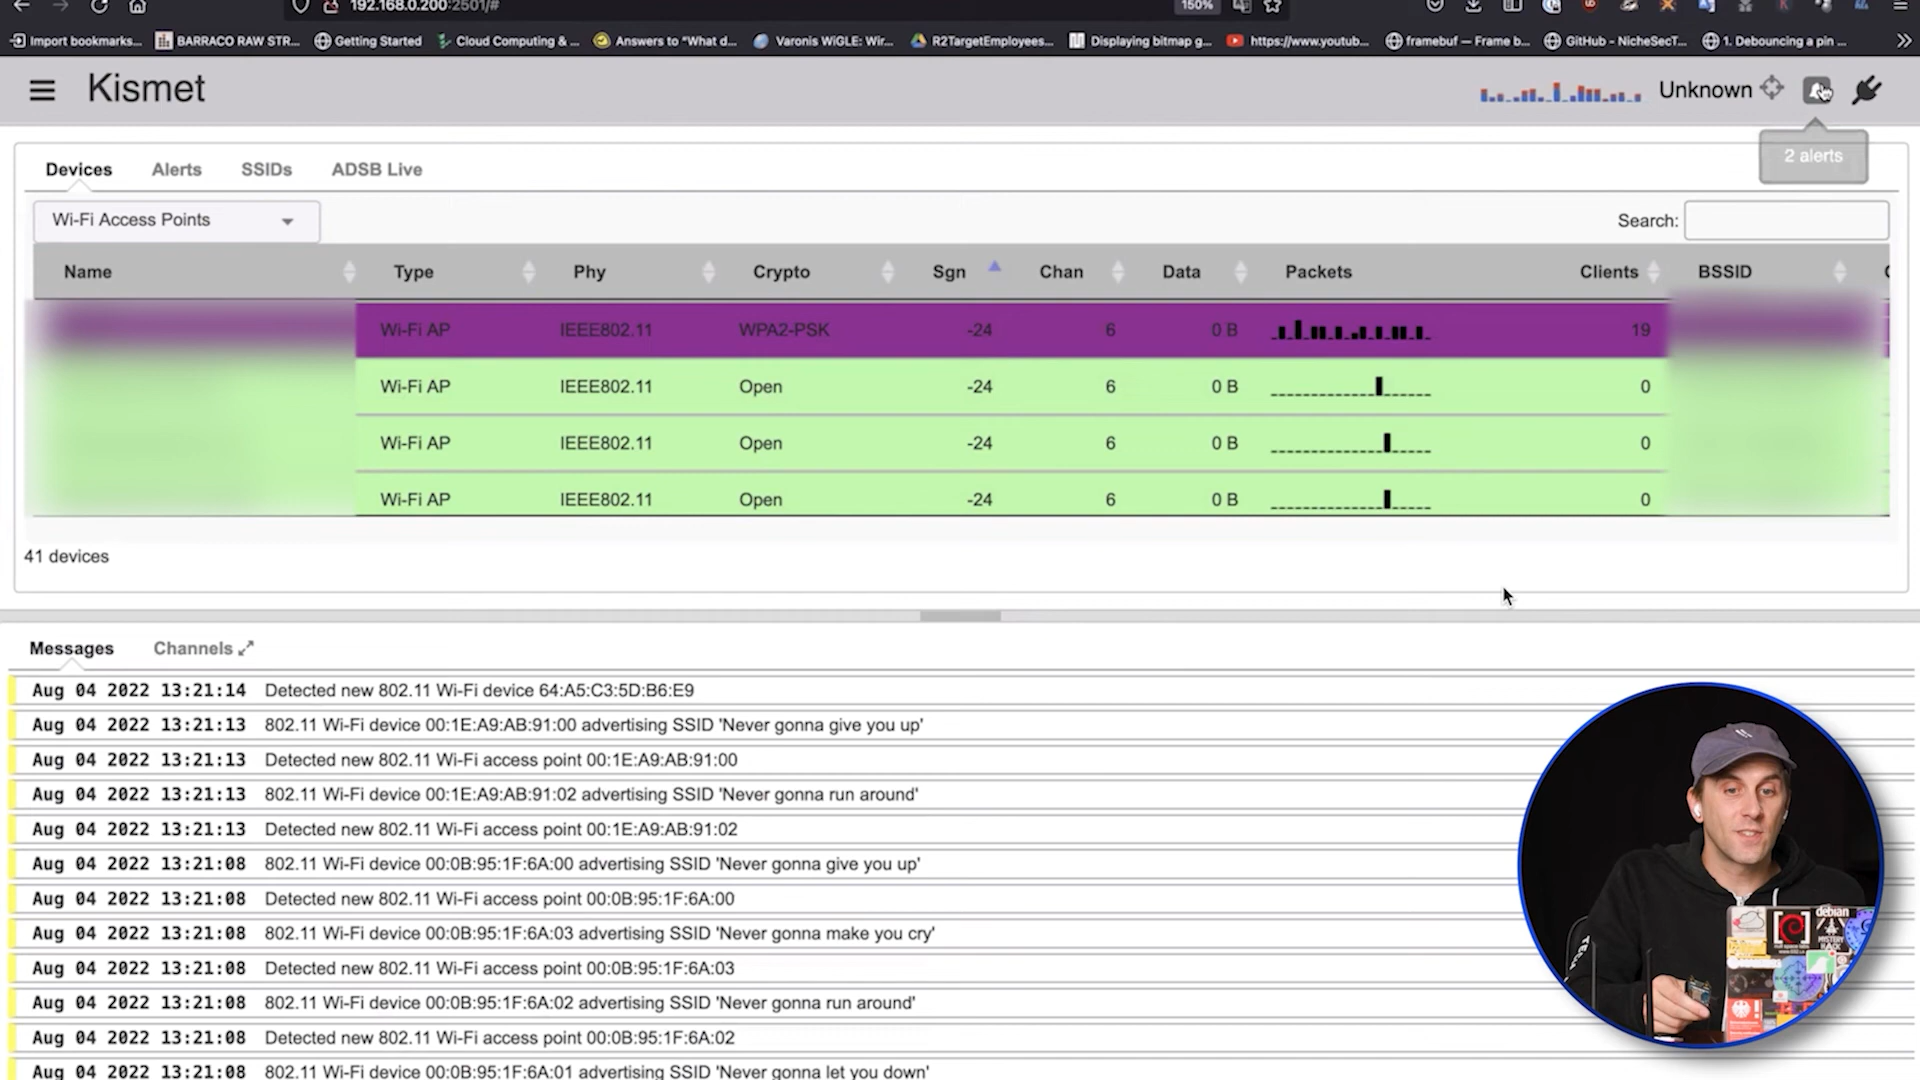 192.168.0.200:2501/#
150%
Import bookmarks...
BARRACO RAW STR...
Getting Started
Cloud Computing & ...
Answers to "What d...
Varonis WiGLE: Wir...
R2TargetEmployees...
Displaying bitmap g...
https://www.youtub...
framebuf — Frame b...
GitHub - NicheSecT...
1. Debouncing a pin ...
Kismet
Unknown
2 alerts
Devices Alerts SSIDs ADSB Live
Wi-Fi Access Points
Search:
Name Type Phy Crypto Sgn Chan Data Packets Clients BSSID
Wi-Fi AP IEEE802.11 WPA2-PSK -24 6 0 B 19
Wi-Fi AP IEEE802.11 Open -24 6 0 B 0
Wi-Fi AP IEEE802.11 Open -24 6 0 B 0
Wi-Fi AP IEEE802.11 Open -24 6 0 B 0
41 devices
Messages Channels
Aug 04 2022 13:21:14 Detected new 802.11 Wi-Fi device 64:A5:C3:5D:B6:E9
Aug 04 2022 13:21:13 802.11 Wi-Fi device 00:1E:A9:AB:91:00 advertising SSID 'Never gonna give you up'
Aug 04 2022 13:21:13 Detected new 802.11 Wi-Fi access point 00:1E:A9:AB:91:00
Aug 04 2022 13:21:13 802.11 Wi-Fi device 00:1E:A9:AB:91:02 advertising SSID 'Never gonna run around'
Aug 04 2022 13:21:13 Detected new 802.11 Wi-Fi access point 00:1E:A9:AB:91:02
Aug 04 2022 13:21:08 802.11 Wi-Fi device 00:0B:95:1F:6A:00 advertising SSID 'Never gonna give you up'
Aug 04 2022 13:21:08 Detected new 802.11 Wi-Fi access point 00:0B:95:1F:6A:00
Aug 04 2022 13:21:08 802.11 Wi-Fi device 00:0B:95:1F:6A:03 advertising SSID 'Never gonna make you cry'
Aug 04 2022 13:21:08 Detected new 802.11 Wi-Fi access point 00:0B:95:1F:6A:03
Aug 04 2022 13:21:08 802.11 Wi-Fi device 00:0B:95:1F:6A:02 advertising SSID 'Never gonna run around'
Aug 04 2022 13:21:08 Detected new 802.11 Wi-Fi access point 00:0B:95:1F:6A:02
Aug 04 2022 13:21:08 802.11 Wi-Fi device 00:0B:95:1F:6A:01 advertising SSID 'Never gonna let you down'
debian
MYSTERY
HACK